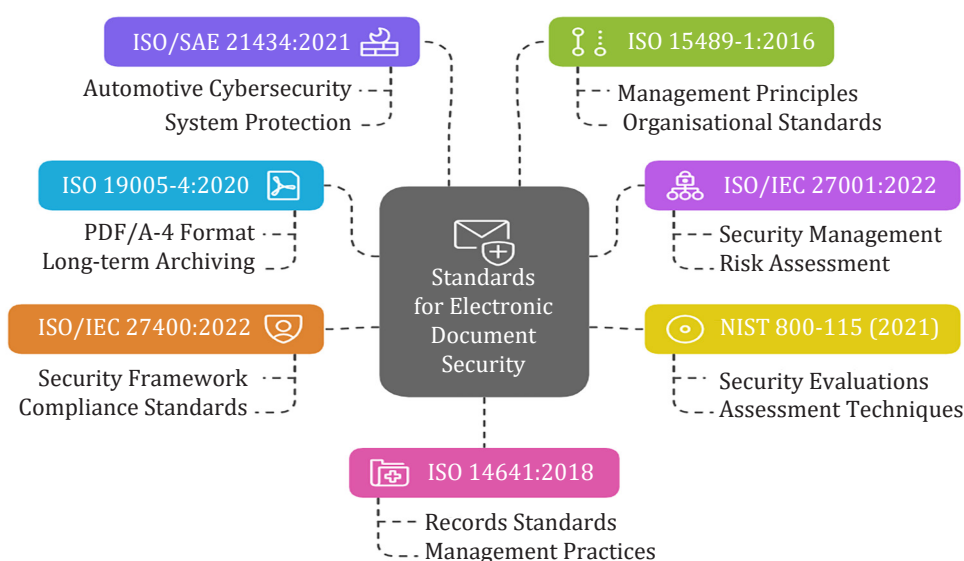 ISO/SAE 21434:2021
Automotive Cybersecurity
System Protection
ISO 15489-1:2016
Management Principles
Organisational Standards
ISO 19005-4:2020
PDF/A-4 Format
Long-term Archiving
ISO/IEC 27001:2022
Security Management
Risk Assessment
Standards
for Electronic
Document
Security
ISO/IEC 27400:2022
Security Framework
Compliance Standards
NIST 800-115 (2021)
Security Evaluations
Assessment Techniques
ISO 14641:2018
Records Standards
Management Practices